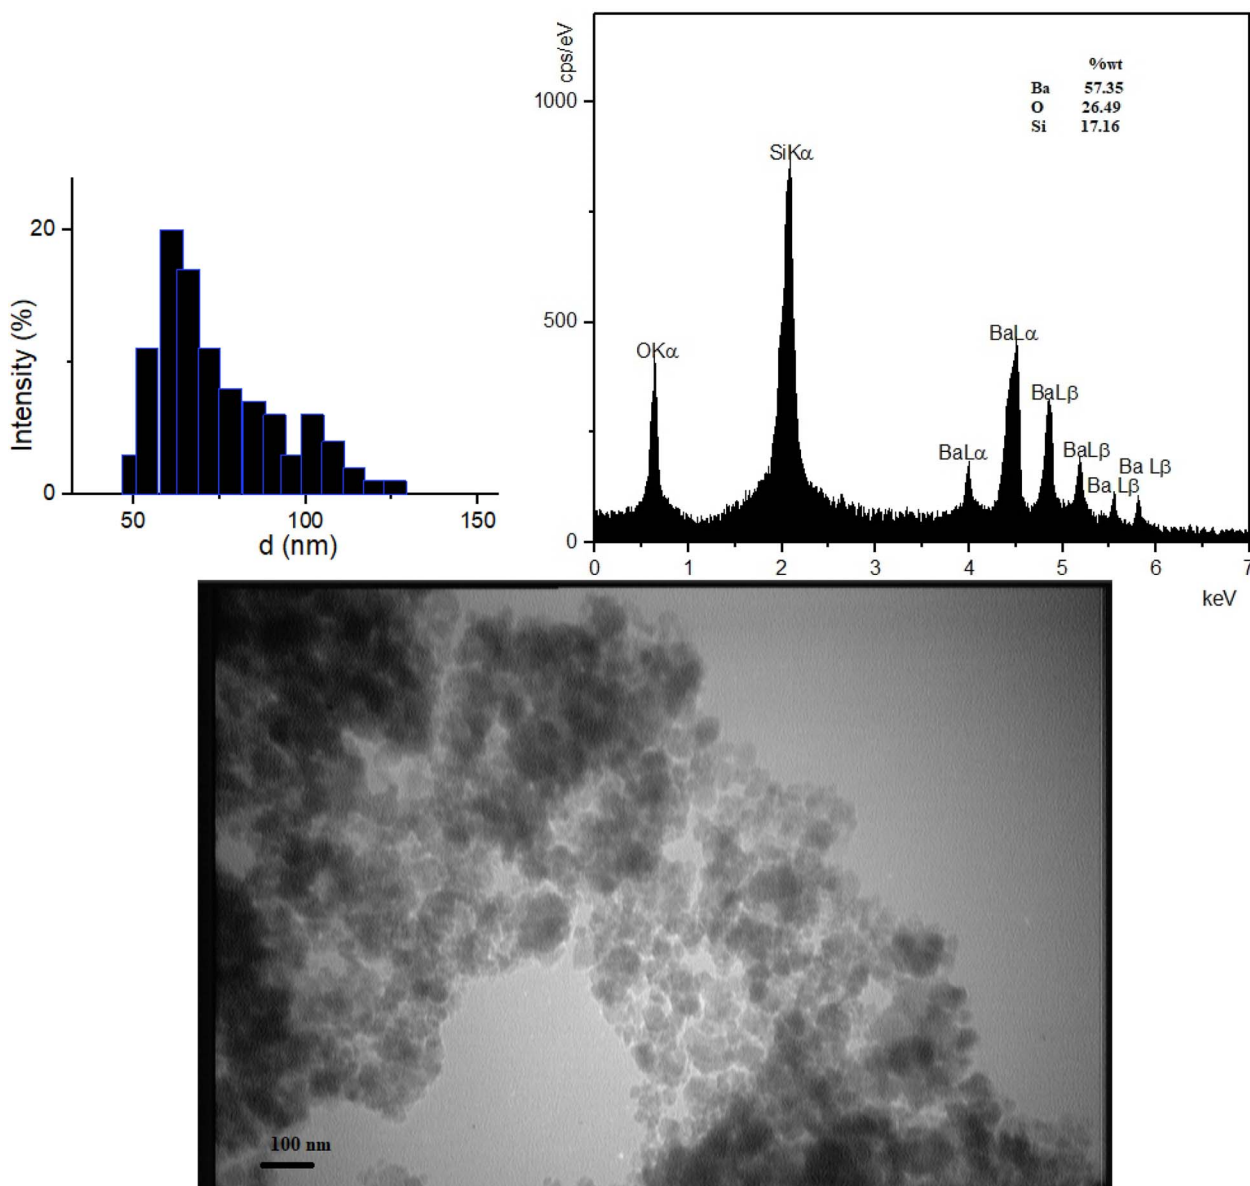 20
0
Intensity (%)
50
100
150
d (nm)
cps/eV
1000
500
0
%wt
Ba 57.35
O 26.49
Si 17.16
OKα
SiKα
BaLα
BaLα
BaLβ
BaLβ
Ba Lβ
Ba Lβ
0 1 2 3 4 5 6 7
keV
100 nm